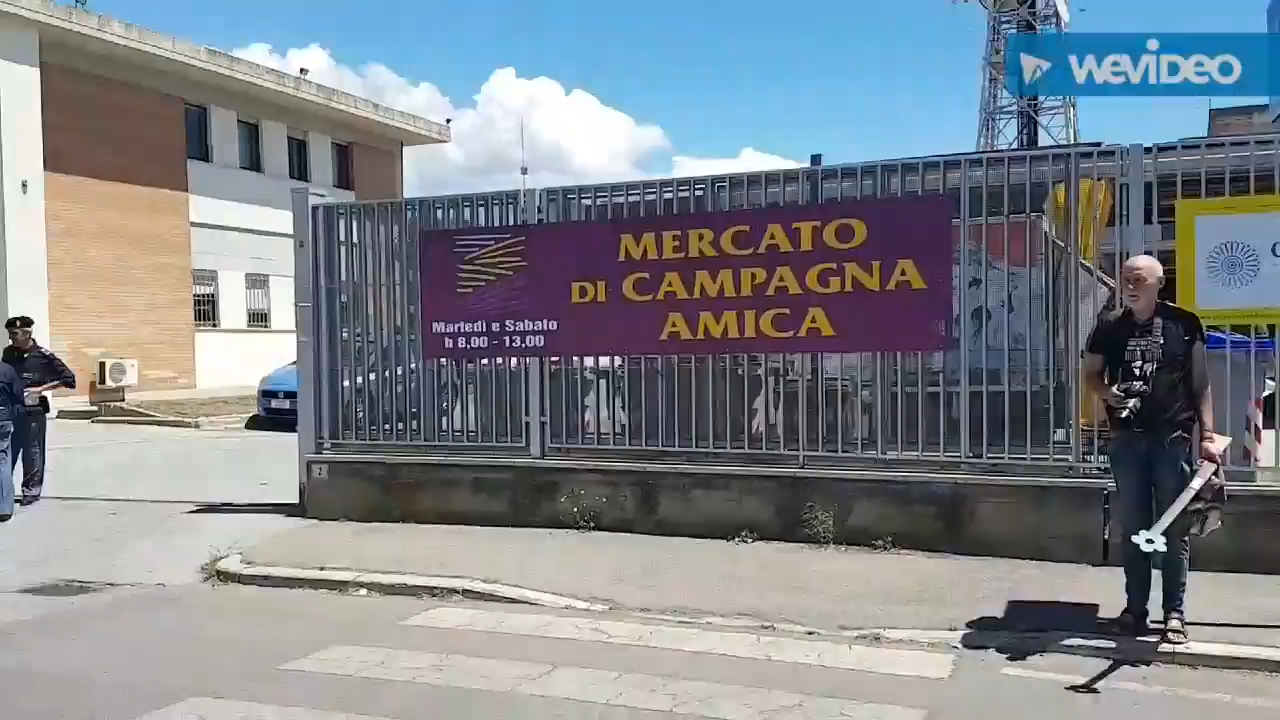 WEVIDEO
MERCATO
DI CAMPAGNA
AMICA
Martedì e Sabato
h 8,00 - 13,00